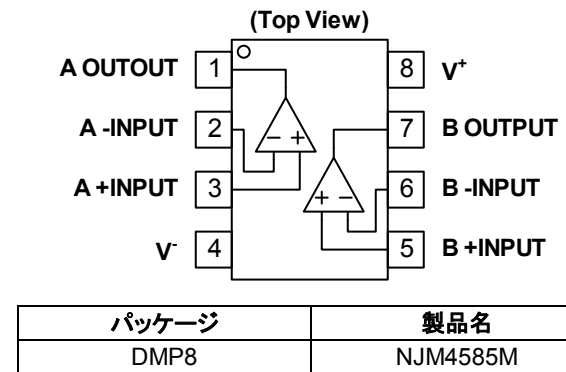 (Top View)
A OUTOUT 1 8 V+
A -INPUT 2 7 B OUTPUT
A +INPUT 3 6 B -INPUT
V- 4 5 B +INPUT
- +
+ -
パッケージ 製品名
DMP8 NJM4585M